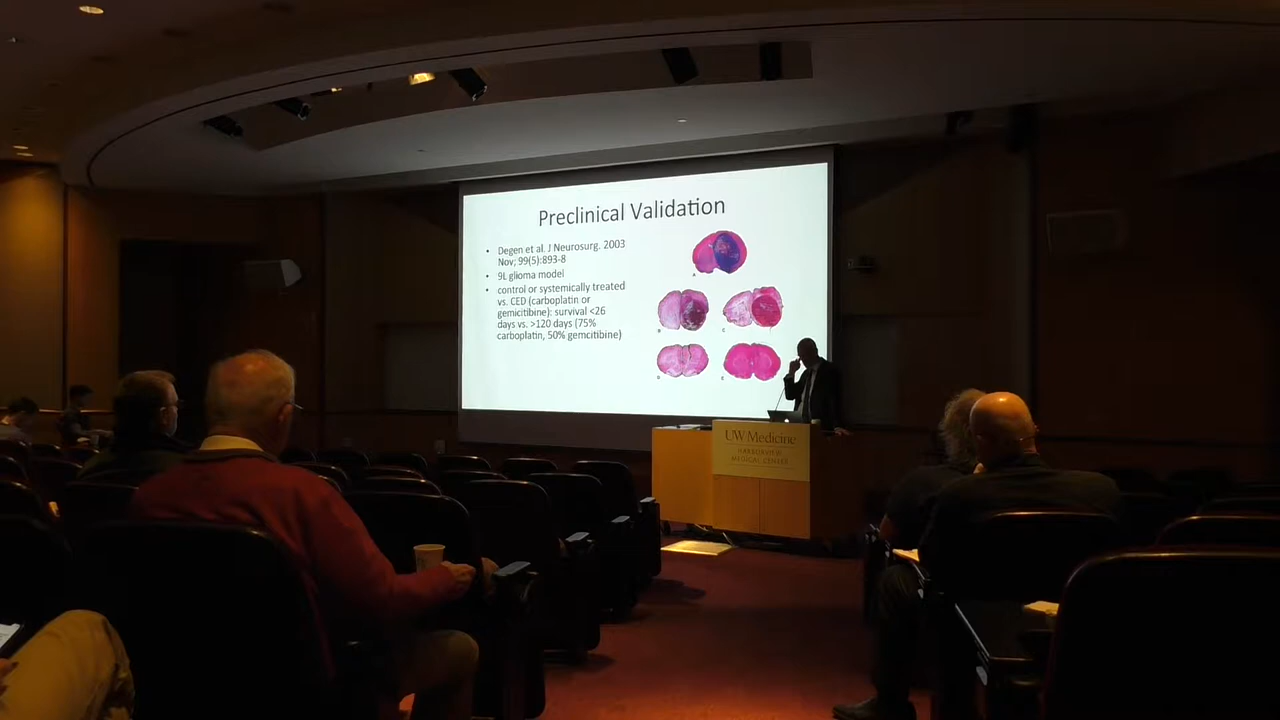 Preclinical Validation
• Degen et al. J Neurosurg. 2003
Nov; 99(5):893-8
• 9L glioma model
• control or systemically treated
vs. CED (carboplatin or
gemicitibine): survival <26
days vs. >120 days (75%
carboplatin, 50% gemcitibine)
A
B
C
D
E
UW Medicine
HARBORVIEW
MEDICAL CENTER